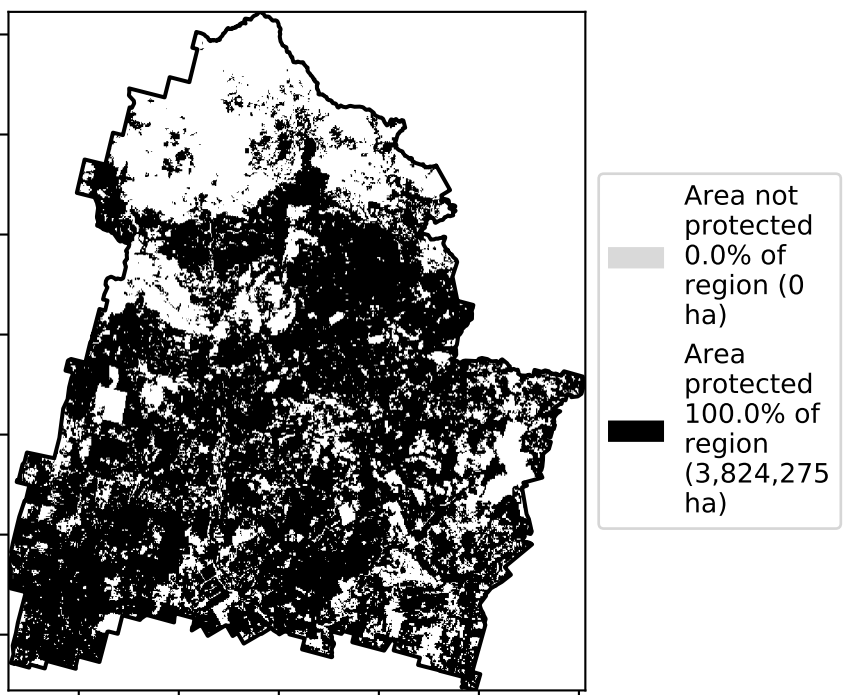 Area not
protected
0.0% of
region (0
ha)
Area
protected
100.0% of
region
(3,824,275
ha)